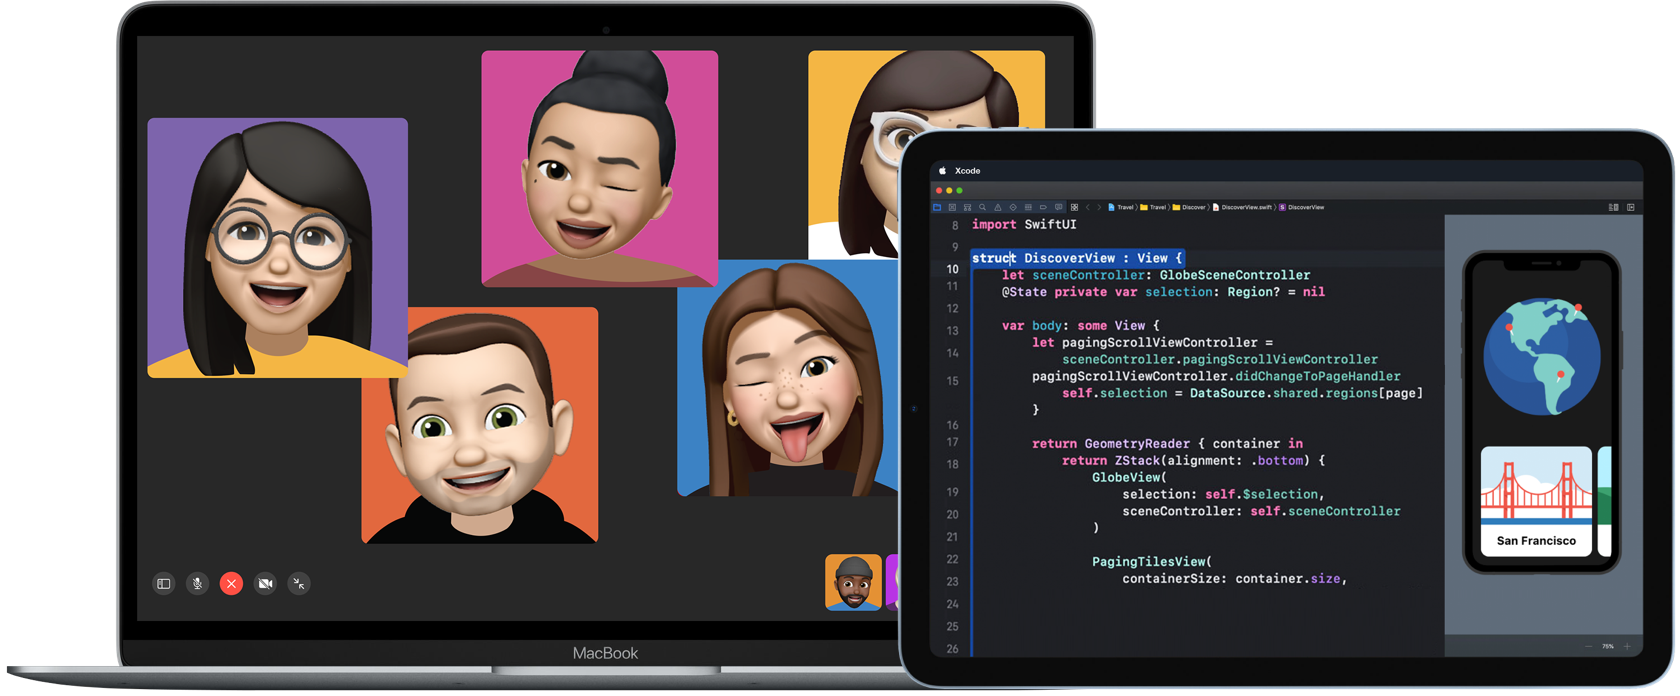 MacBook
Xcode
Travel Travel Discover DiscoverView.swift DiscoverView
8 import SwiftUI
9
10 struct DiscoverView : View {
11 let sceneController: GlobeSceneController
@State private var selection: Region? = nil
12
13 var body: some View {
14 let pagingScrollViewController =
sceneController.pagingScrollViewController
15 pagingScrollViewController.didChangeToPageHandler
self.selection = DataSource.shared.regions[page]
}
16
17 return GeometryReader { container in
18 return ZStack(alignment: .bottom) {
GlobeView(
19 selection: self.$selection,
20 sceneController: self.sceneController
21 )
22 PagingTilesView(
23 containerSize: container.size,
24
25
26
San Francisco
75%